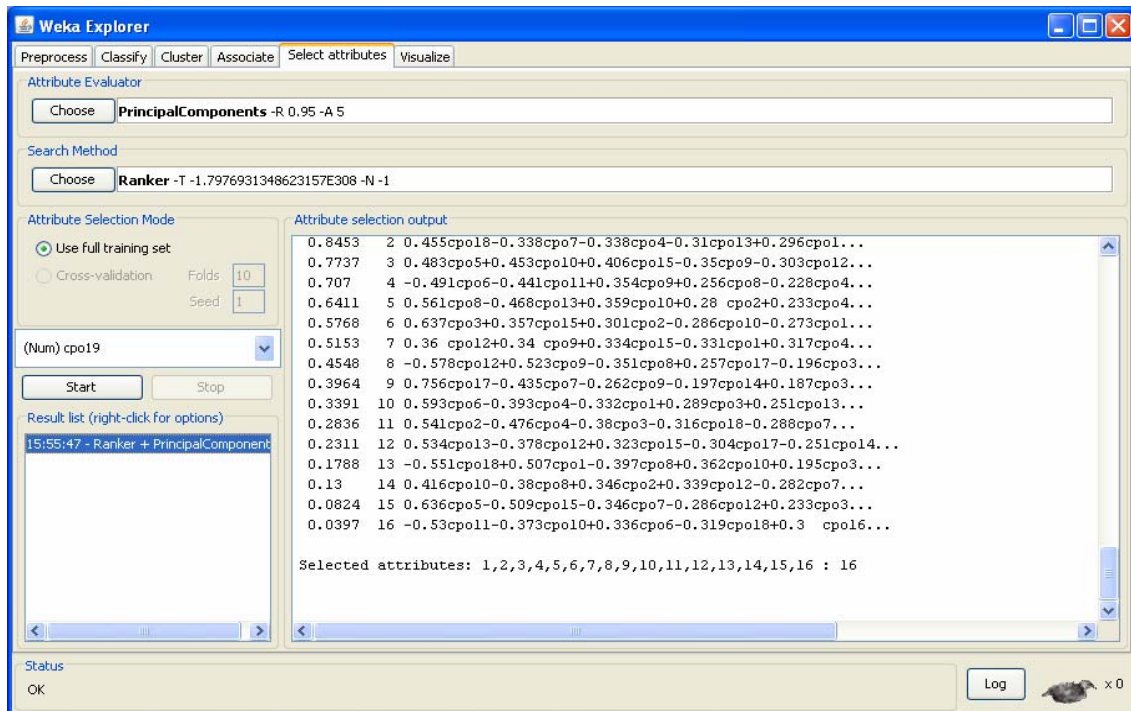 Weka Explorer
Preprocess Classify Cluster Associate Select attributes Visualize
Attribute Evaluator
Choose PrincipalComponents -R 0.95 -A 5
Search Method
Choose Ranker -T -1.7976931348623157E308 -N -1
Attribute Selection Mode
Use full training set
Cross-validation Folds 10
Seed 1
(Num) cpo19
Start Stop
Result list (right-click for options)
15:55:47 - Ranker + PrincipalComponent
Attribute selection output
0.8453 2 0.455cpo18-0.338cpo7-0.338cpo4-0.31cpo13+0.296cpo1...
0.7737 3 0.483cpo5+0.453cpo10+0.406cpo15-0.35cpo9-0.303cpo12...
0.707 4 -0.491cpo6-0.441cpo11+0.354cpo9+0.256cpo8-0.228cpo4...
0.6411 5 0.561cpo8-0.468cpo13+0.359cpo10+0.28 cpo2+0.233cpo4...
0.5768 6 0.637cpo3+0.357cpo15+0.301cpo2-0.286cpo10-0.273cpo1...
0.5153 7 0.36 cpo12+0.34 cpo9+0.334cpo15-0.331cpo1+0.317cpo4...
0.4548 8 -0.578cpo12+0.523cpo9-0.351cpo8+0.257cpo17-0.196cpo3...
0.3964 9 0.756cpo17-0.435cpo7-0.262cpo9-0.197cpo14+0.187cpo3...
0.3391 10 0.593cpo6-0.393cpo4-0.332cpo1+0.289cpo3+0.251cpo13...
0.2836 11 0.541cpo2-0.476cpo4-0.38cpo3-0.316cpo18-0.288cpo7...
0.2311 12 0.534cpo13-0.378cpo12+0.323cpo15-0.304cpo17-0.251cpo14...
0.1788 13 -0.551cpo18+0.507cpo1-0.397cpo8+0.362cpo10+0.195cpo3...
0.13 14 0.416cpo10-0.38cpo8+0.346cpo2+0.339cpo12-0.282cpo7...
0.0824 15 0.636cpo5-0.509cpo15-0.346cpo7-0.286cpo12+0.233cpo3...
0.0397 16 -0.53cpo11-0.373cpo10+0.336cpo6-0.319cpo18+0.3 cpo16...
Selected attributes: 1,2,3,4,5,6,7,8,9,10,11,12,13,14,15,16 : 16
Status
OK
Log
x 0